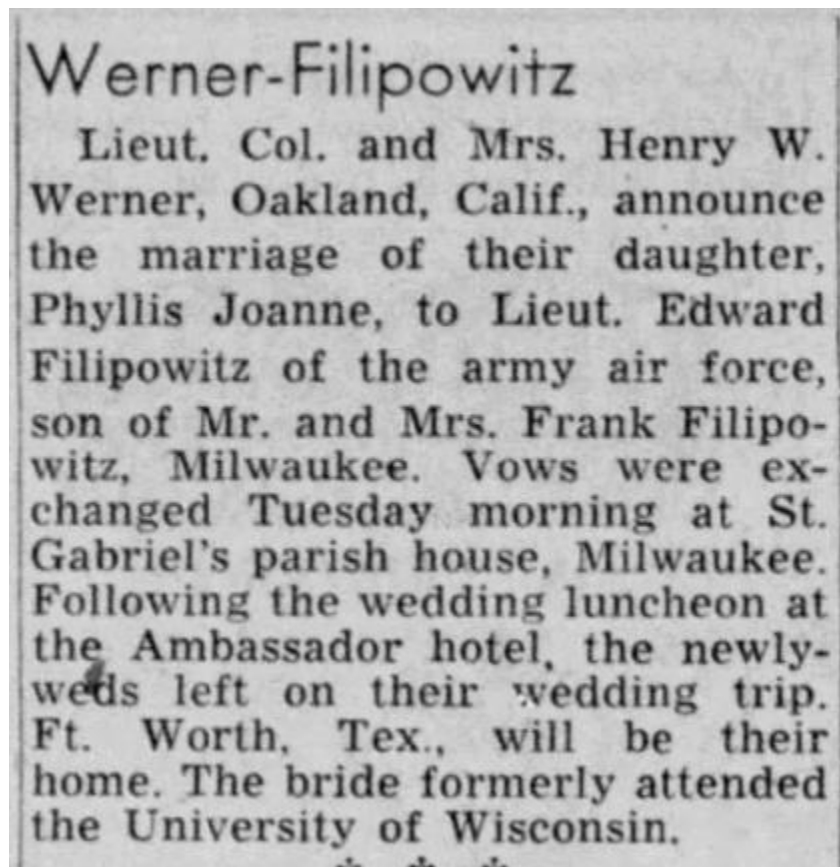 Werner-Filipowitz
Lieut. Col. and Mrs. Henry W.
Werner, Oakland, Calif., announce
the marriage of their daughter,
Phyllis Joanne, to Lieut. Edward
Filipowitz of the army air force,
son of Mr. and Mrs. Frank Filipo-
witz, Milwaukee. Vows were ex-
changed Tuesday morning at St.
Gabriel's parish house, Milwaukee.
Following the wedding luncheon at
the Ambassador hotel, the newly-
weds left on their wedding trip.
Ft. Worth, Tex., will be their
home. The bride formerly attended
the University of Wisconsin.